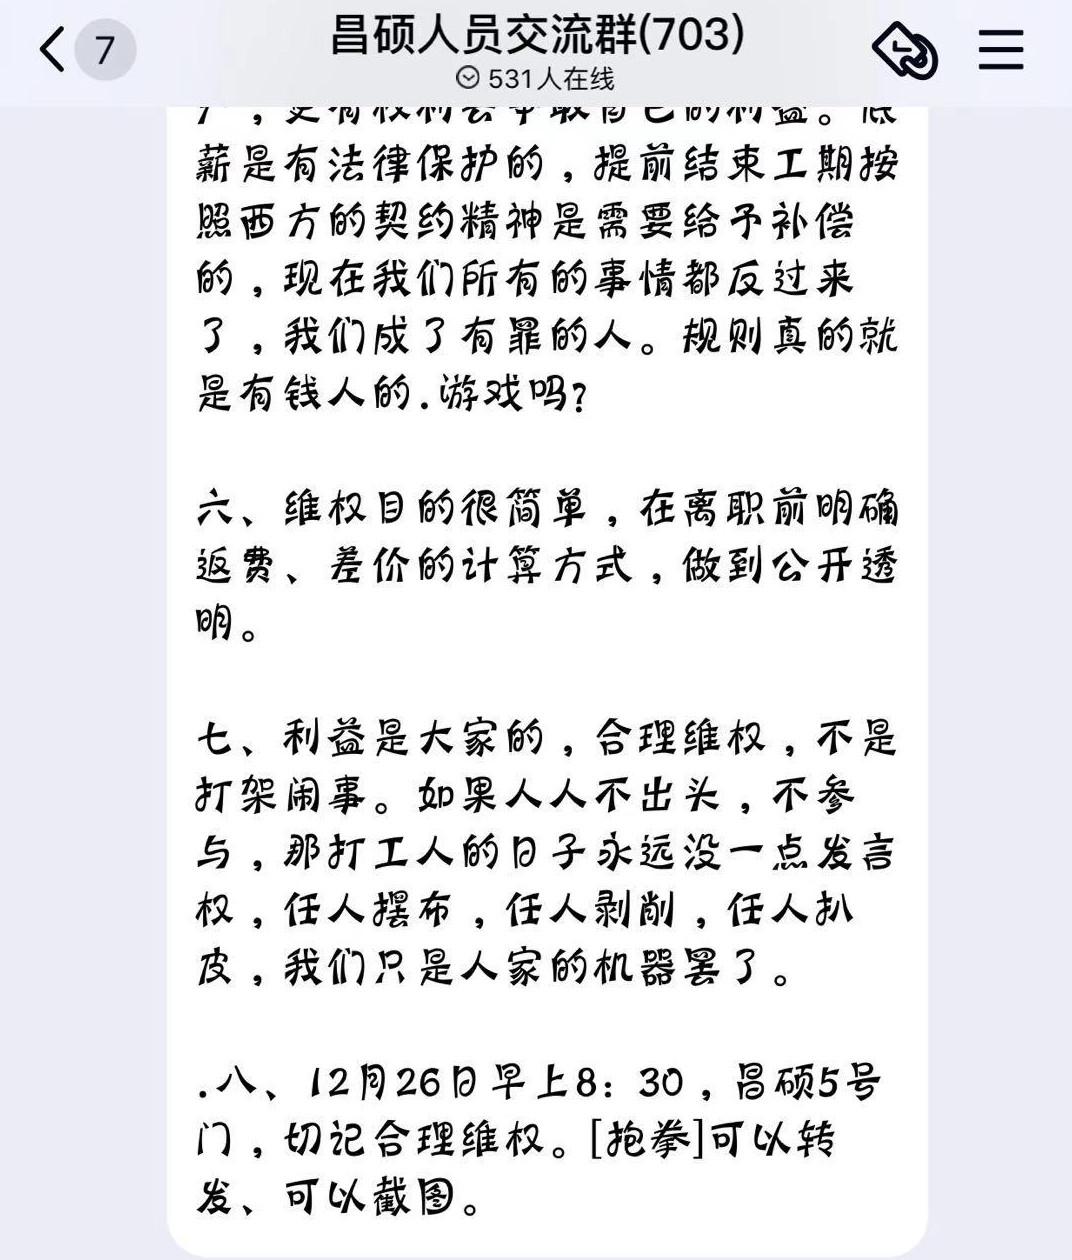 7
昌硕人员交流群(703)
531人在线
，更有权利去争取自己的利益。底
薪是有法律保护的，提前结束工期按
照西方的契约精神是需要给予补偿
的，现在我们所有的事情都反过来
了，我们成了有罪的人。规则真的就
是有钱人的.游戏吗?
六、维权目的很简单，在离职前明确
返费、差价的计算方式，做到公开透
明。
七、利益是大家的，合理维权，不是
打架闹事。如果人人不出头，不参
与，那打工人的日子永远没一点发言
权，任人摆布，任人剥削，任人扒
皮，我们只是人家的机器罢了。
.八、12月26日早上8：30，昌硕5号
门，切记合理维权。[抱拳]可以转
发、可以截图。